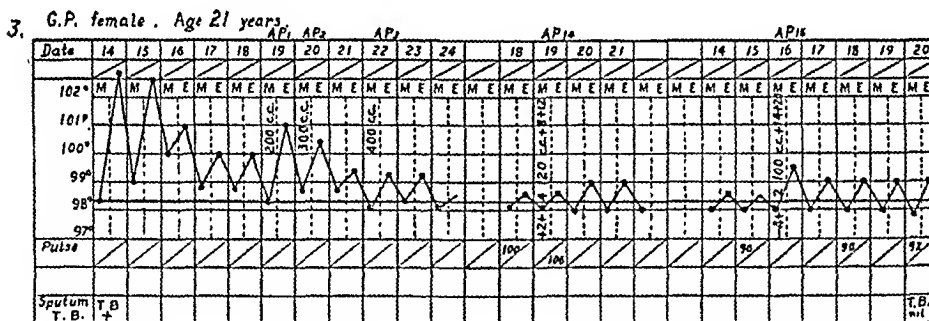 3. G.P. female. Age 21 years.
AP1 AP2 AP3 AP14 AP16
Date 14 15 16 17 18 19 20 21 22 23 24 18 19 20 21 14 15 16 17 18 19 20
M E M E M E M E M E M E M E M E M E M E M E M E M E M E M E M E M E M E M E M E M E M E M E M E
102°
101°
100°
99°
98°
97°
200 c.c.
300 c.c.
400 c.c.
100 c.c.
Pulse 100 106 90 90 92
Sputum T.B. T.B.
T.B. + nil